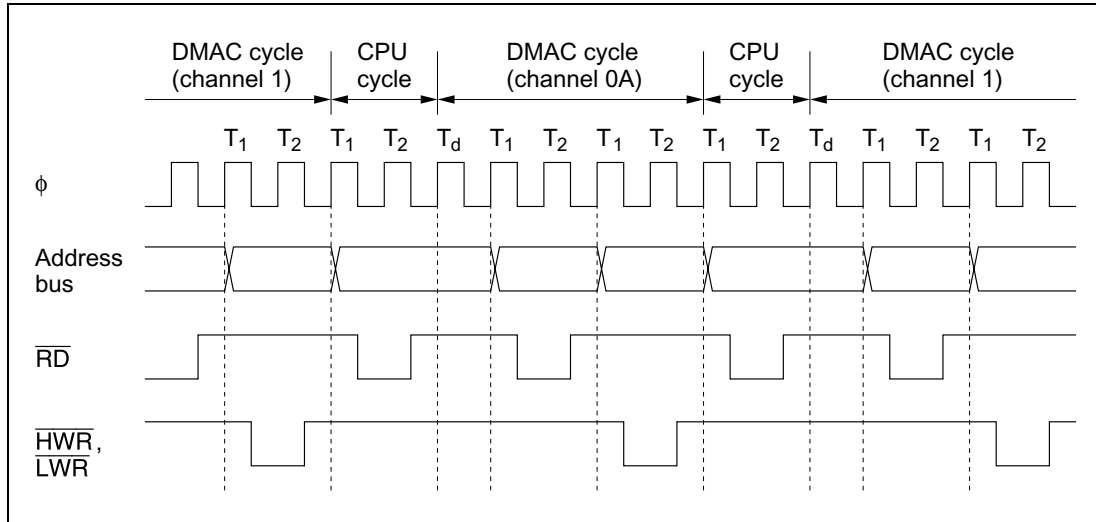 DMAC cycle (channel 1)
CPU cycle
DMAC cycle (channel 0A)
CPU cycle
DMAC cycle (channel 1)
T1 T2 T1 T2 Td T1 T2 T1 T2 T1 T2 Td T1 T2 T1 T2
φ
Address bus
RD
HWR,
LWR